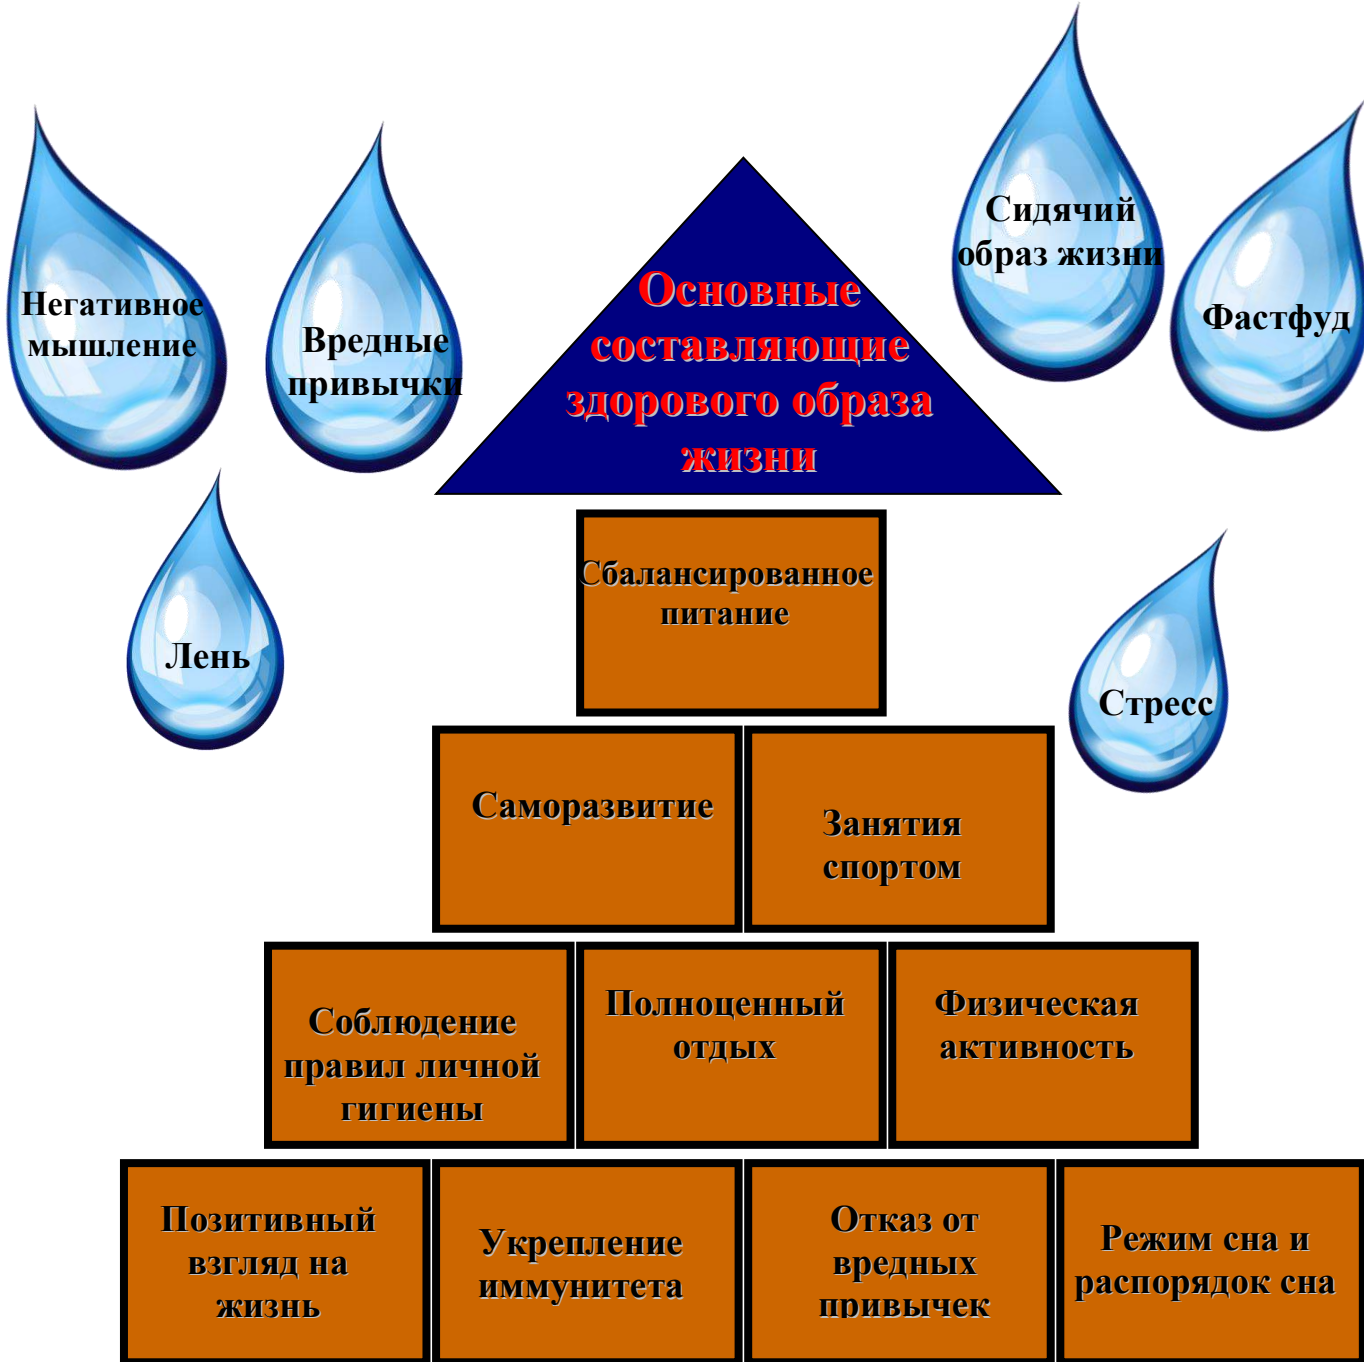 Сидячий
образ жизни
Фастфуд
Негативное
мышление
Вредные
привычки
Основные
составляющие
здорового образа
жизни
Сбалансированное
питание
Лень
Стресс
Саморазвитие
Занятия
спортом
Соблюдение
правил личной
гигиены
Полноценный
отдых
Физическая
активность
Позитивный
взгляд на
жизнь
Укрепление
иммунитета
Отказ от
вредных
привычек
Режим сна и
распорядок сна